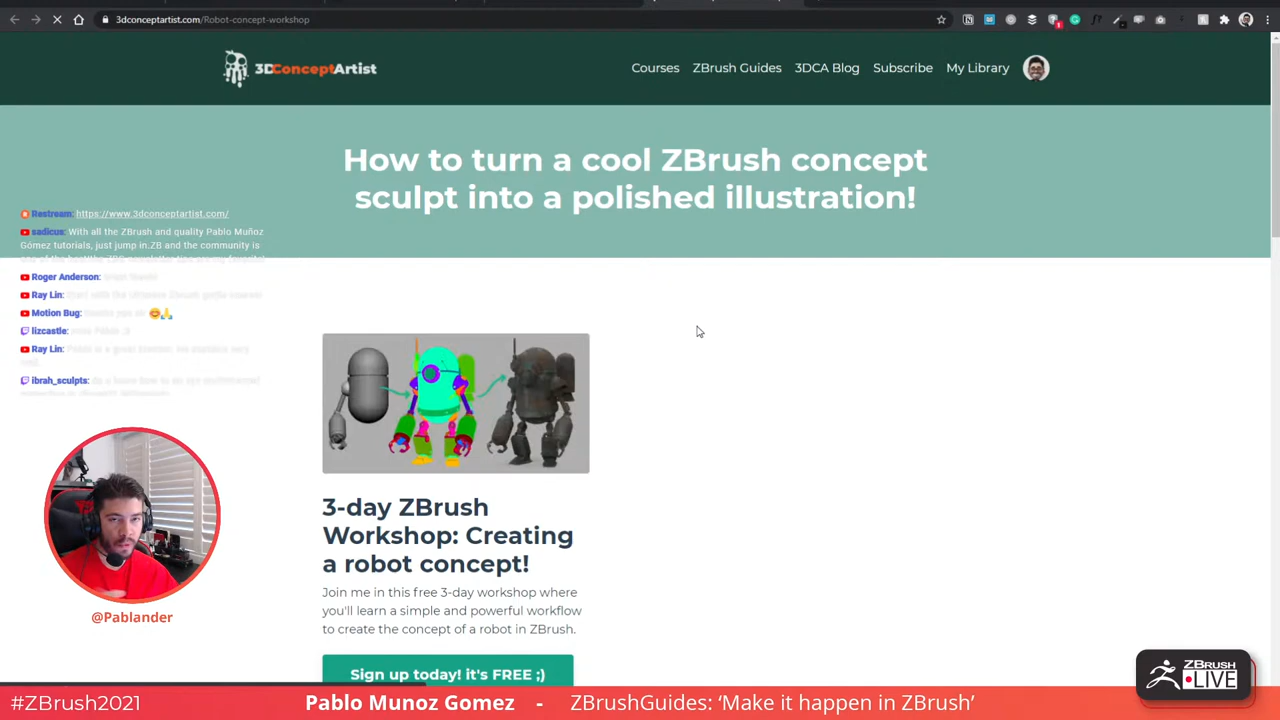 3dconceptartist.com/Robot-concept-workshop
3DConceptArtist
Courses ZBrush Guides 3DCA Blog Subscribe My Library
How to turn a cool ZBrush concept
sculpt into a polished illustration!
Restream: https://www.3dconceptartist.com/
sadicus: With all the ZBrush and quality Pablo Muñoz
Gómez tutorials, just jump in.ZB and the community is
Roger Anderson:
Ray Lin:
Motion Bug:
lizcastle:
Ray Lin:
ibrah_sculpts:
3-day ZBrush
Workshop: Creating
a robot concept!
Join me in this free 3-day workshop where
you'll learn a simple and powerful workflow
to create the concept of a robot in ZBrush.
Sign up today! it's FREE ;)
@Pablander
ZBRUSH
LIVE
#ZBrush2021 Pablo Munoz Gomez - ZBrushGuides: 'Make it happen in ZBrush'